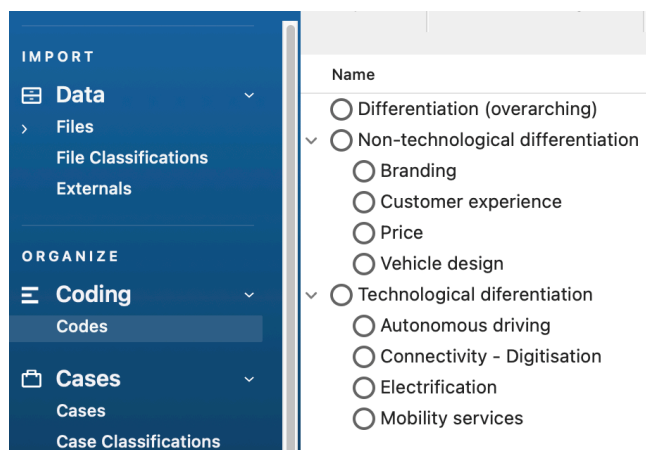 IMPORT
Data
Files
File Classifications
Externals
ORGANIZE
Coding
Codes
Cases
Cases
Case Classifications
Name
Differentiation (overarching)
Non-technological differentiation
Branding
Customer experience
Price
Vehicle design
Technological diferentiation
Autonomous driving
Connectivity - Digitisation
Electrification
Mobility services